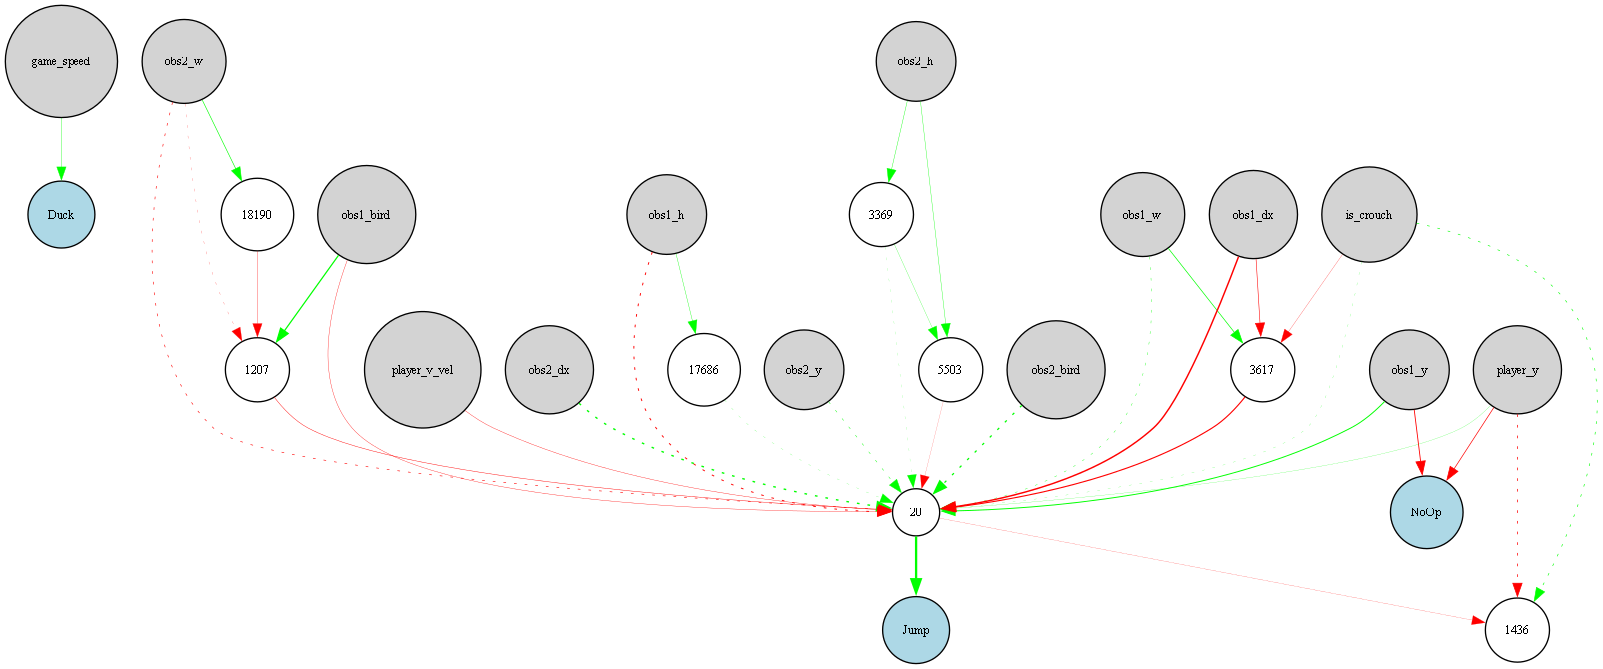 game_speed
obs2_w
obs2_h
Duck
18190
obs1_bird
obs1_h
3369
obs1_w
obs1_dx
is_crouch
1207
player_v_vel
obs2_dx
17686
obs2_y
5503
obs2_bird
3617
obs1_y
player_y
20
NoOp
Jump
1436